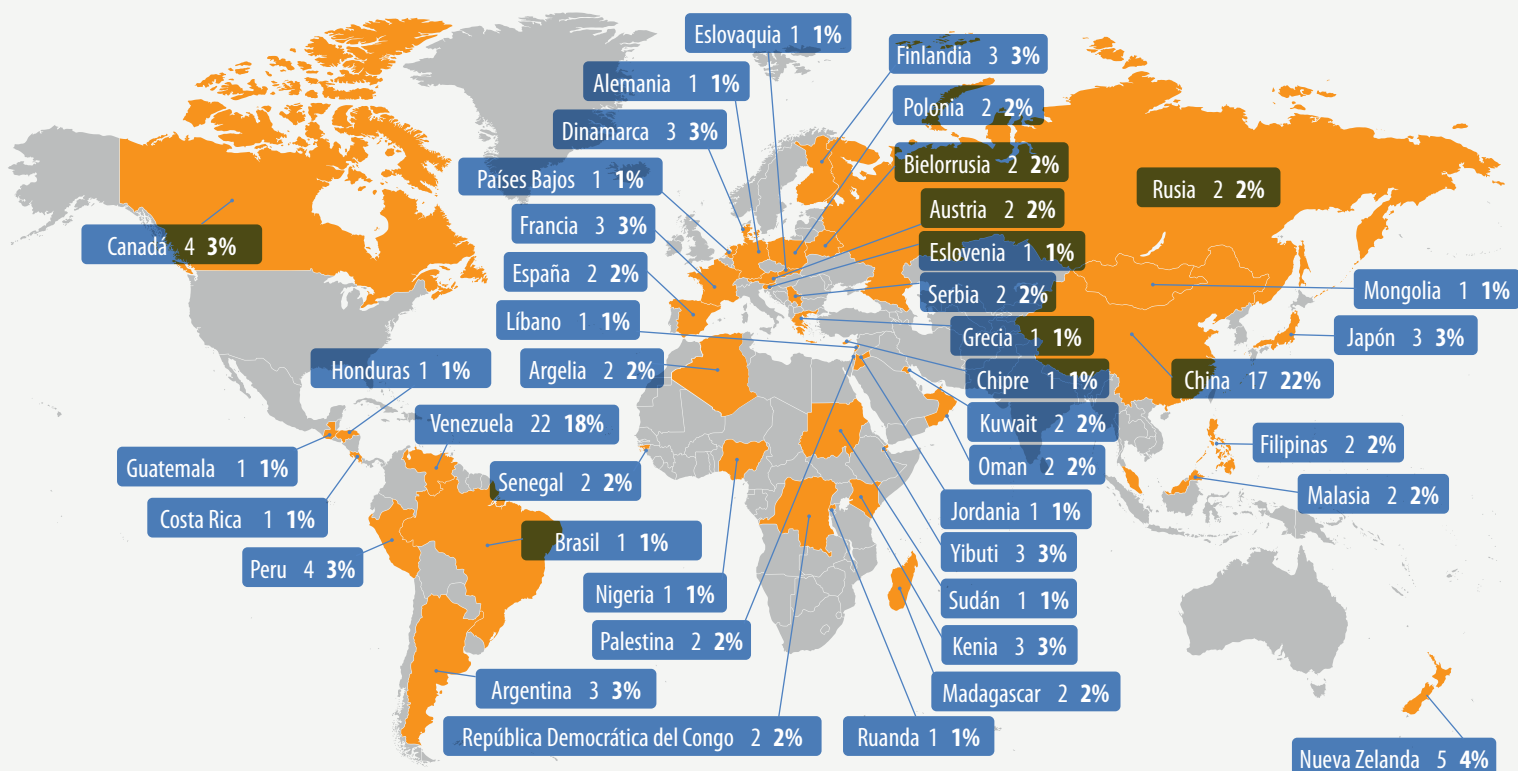 Eslovaquia 1 1%
Finlandia 3 3%
Alemania 1 1%
Polonia 2 2%
Dinamarca 3 3%
Bielorrusia 2 2%
Países Bajos 1 1%
Rusia 2 2%
Austria 2 2%
Francia 3 3%
Canadá 4 3%
Eslovenia 1 1%
España 2 2%
Serbia 2 2%
Mongolia 1 1%
Líbano 1 1%
Grecia 1 1%
Japón 3 3%
Honduras 1 1%
Argelia 2 2%
Chipre 1 1%
China 17 22%
Venezuela 22 18%
Kuwait 2 2%
Filipinas 2 2%
Guatemala 1 1%
Oman 2 2%
Senegal 2 2%
Malasia 2 2%
Costa Rica 1 1%
Jordania 1 1%
Brasil 1 1%
Yibuti 3 3%
Peru 4 3%
Nigeria 1 1%
Sudán 1 1%
Palestina 2 2%
Kenia 3 3%
Argentina 3 3%
Madagascar 2 2%
República Democrática del Congo 2 2%
Ruanda 1 1%
Nueva Zelanda 5 4%